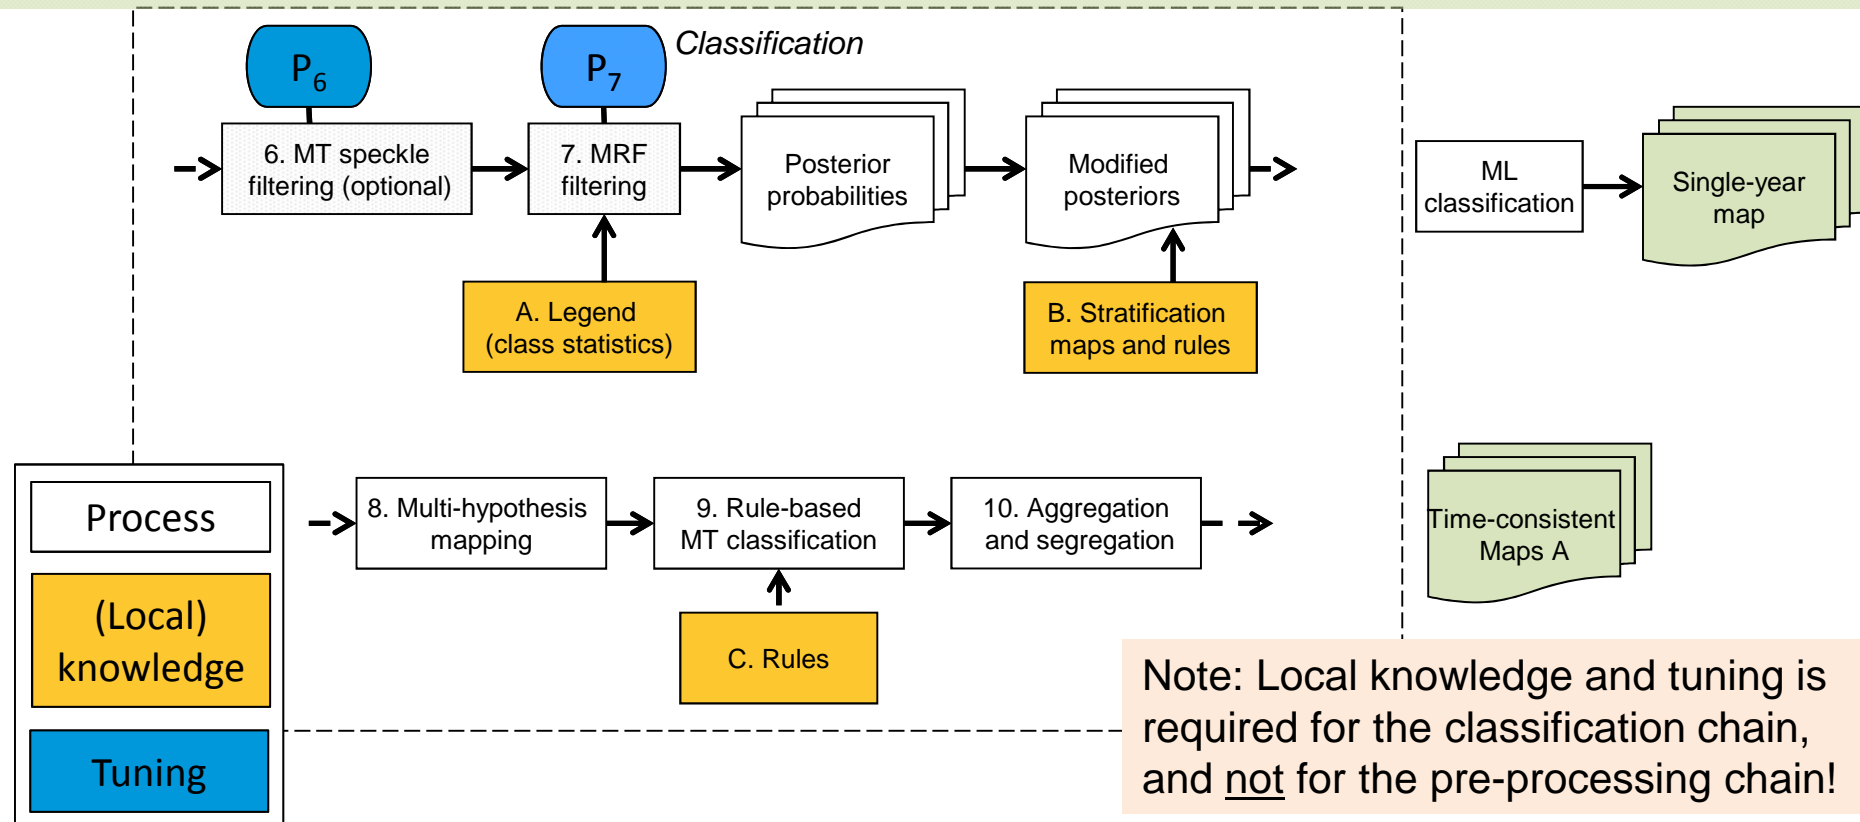 Classification
P6
P7
6. MT speckle
filtering (optional)
7. MRF
filtering
Posterior
probabilities
Modified
posteriors
ML
classification
Single-year
map
A. Legend
(class statistics)
B. Stratification
maps and rules
8. Multi-hypothesis
mapping
9. Rule-based
MT classification
10. Aggregation
and segregation
Time-consistent
Maps A
C. Rules
Process
(Local)
knowledge
Tuning
Note: Local knowledge and tuning is
required for the classification chain,
and not for the pre-processing chain!